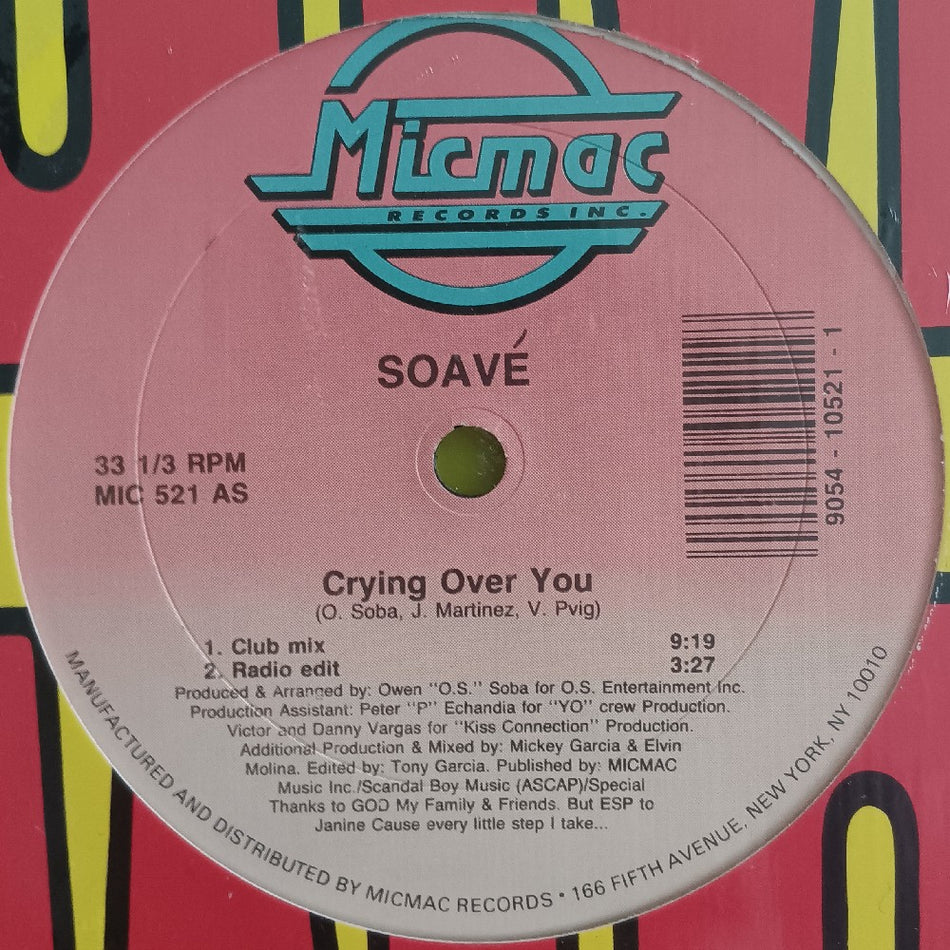 Micmac
RECORDS INC.
SOAVÉ
9054 - 10521 - 1
33 1/3 RPM
MIC 521 AS
Crying Over You
(O. Soba, J. Martinez, V. Pvig)
1. Club mix 9:19
2. Radio edit 3:27
Produced & Arranged by: Owen "O.S." Soba for O.S. Entertainment Inc.
Production Assistant: Peter "P" Echandia for "YO" crew Production.
Victor and Danny Vargas for "Kiss Connection" Production.
Additional Production & Mixed by: Mickey Garcia & Elvin
Molina. Edited by: Tony Garcia. Published by: MICMAC
Music Inc./Scandal Boy Music (ASCAP)/Special
Thanks to GOD My Family & Friends. But ESP to
Janine Cause every little step I take...
MANUFACTURED AND DISTRIBUTED BY MICMAC RECORDS • 166 FIFTH AVENUE, NEW YORK, NY 10010